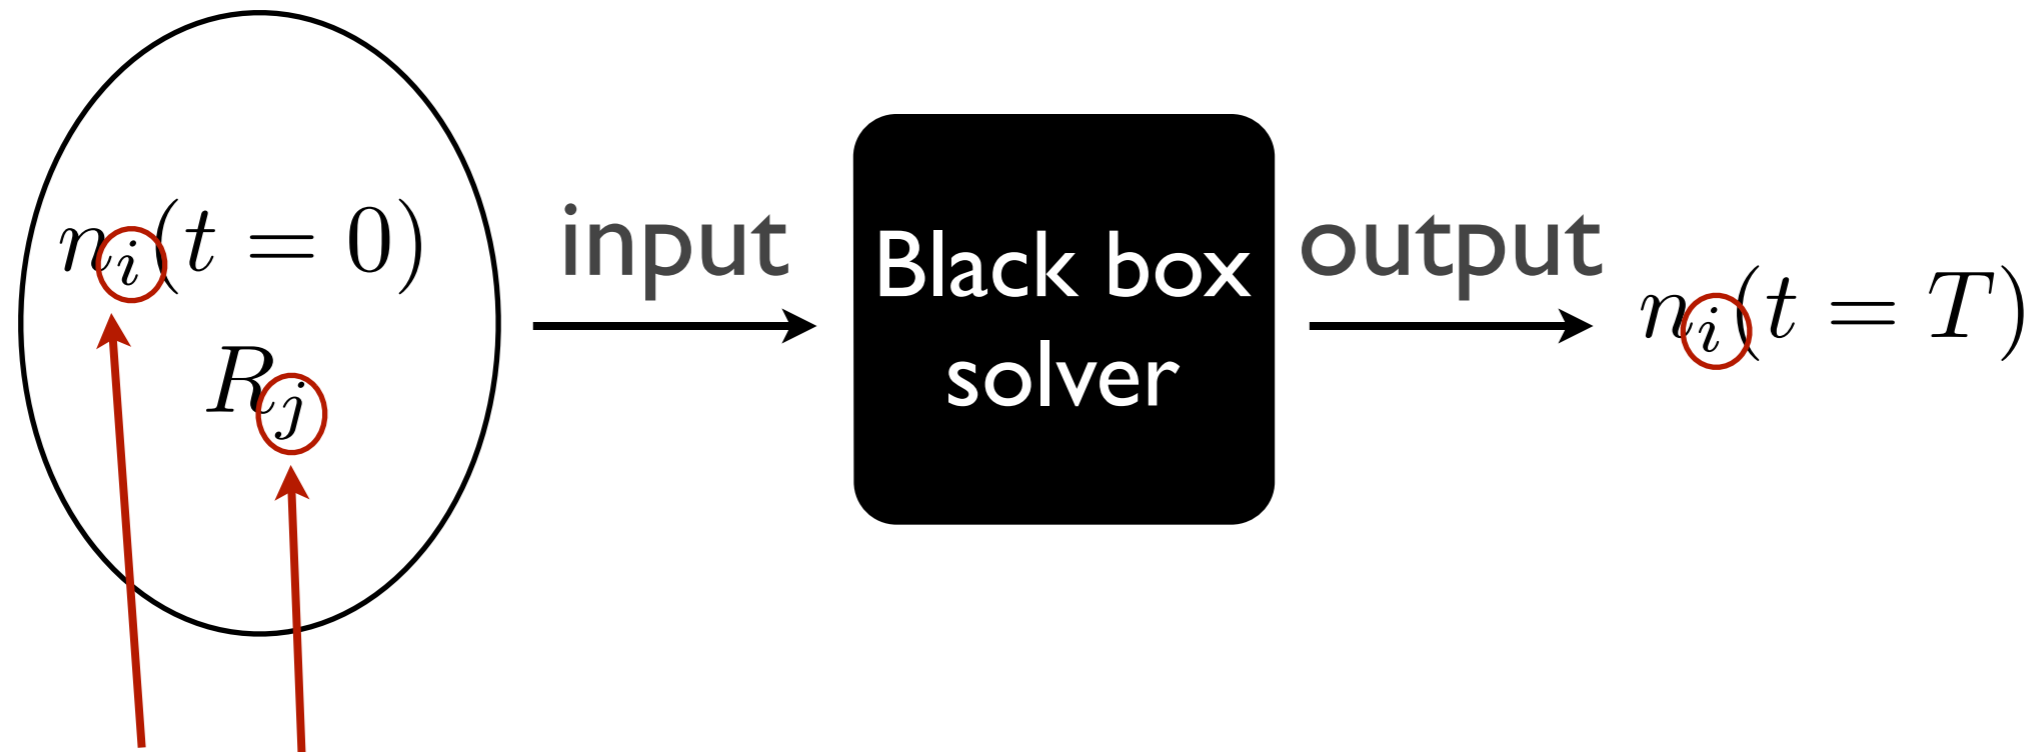 n_i(t = 0)
R_j
input
Black box
solver
output
n_i(t = T)